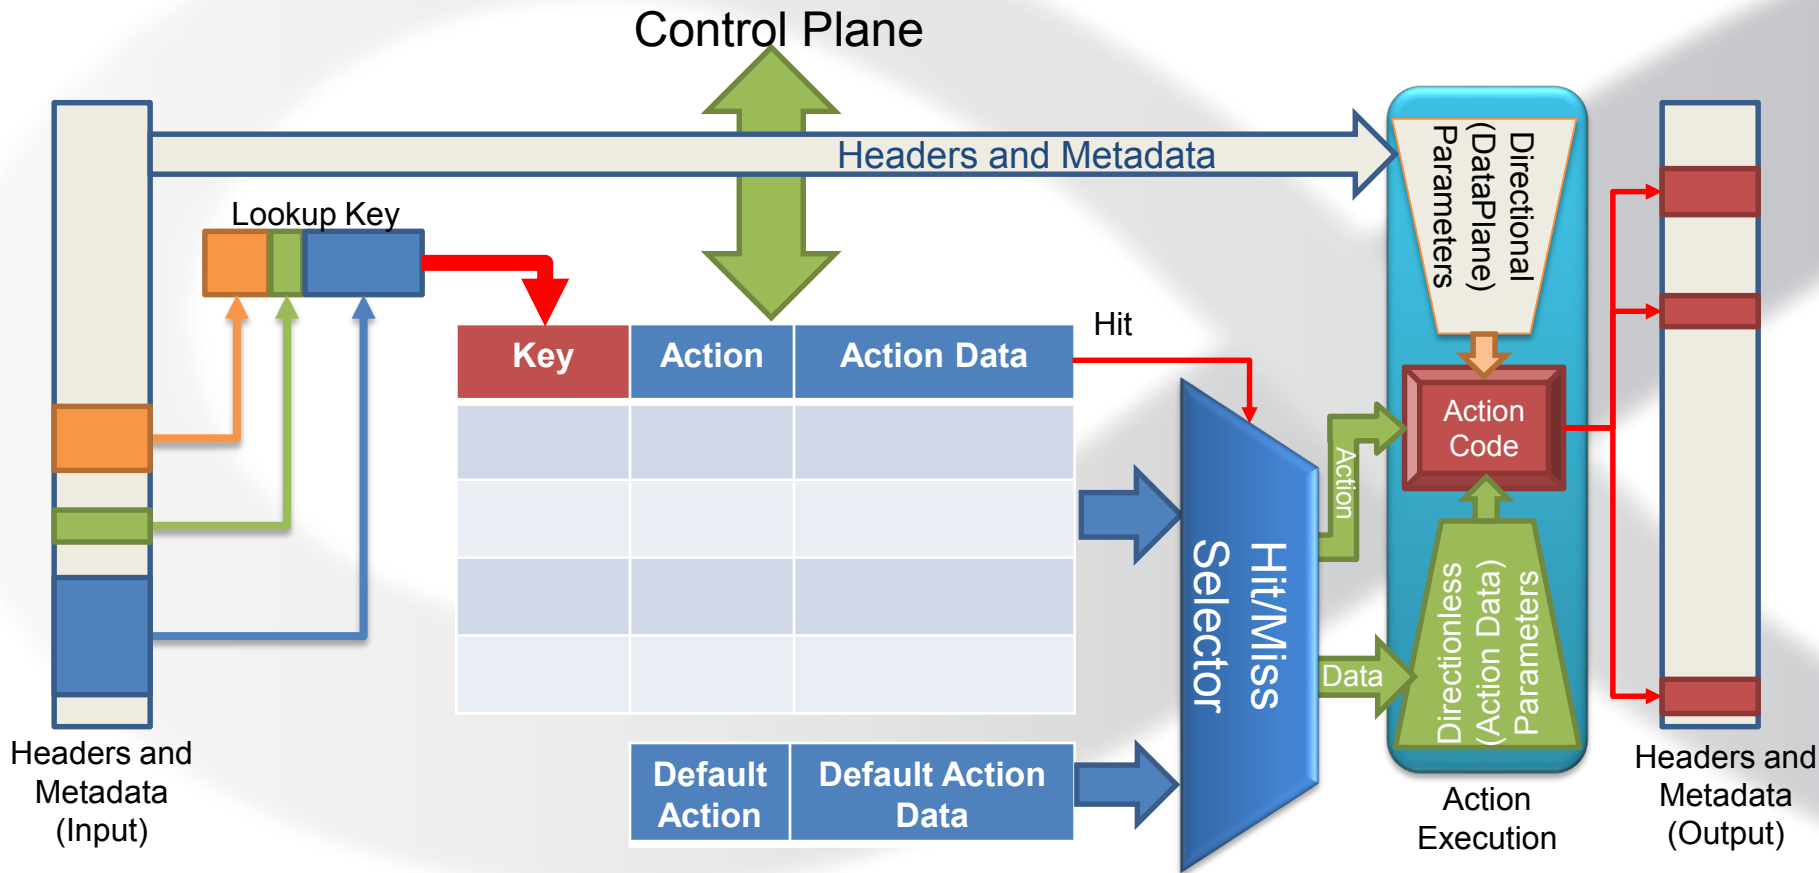 Control Plane
Headers and Metadata
Lookup Key
Hit
Key
Action
Action Data
Default
Action
Default Action
Data
Hit/Miss
Selector
Action
Data
Directional
(DataPlane)
Parameters
Action
Code
Directionless
(Action Data)
Parameters
Headers and
Metadata
(Input)
Action
Execution
Headers and
Metadata
(Output)